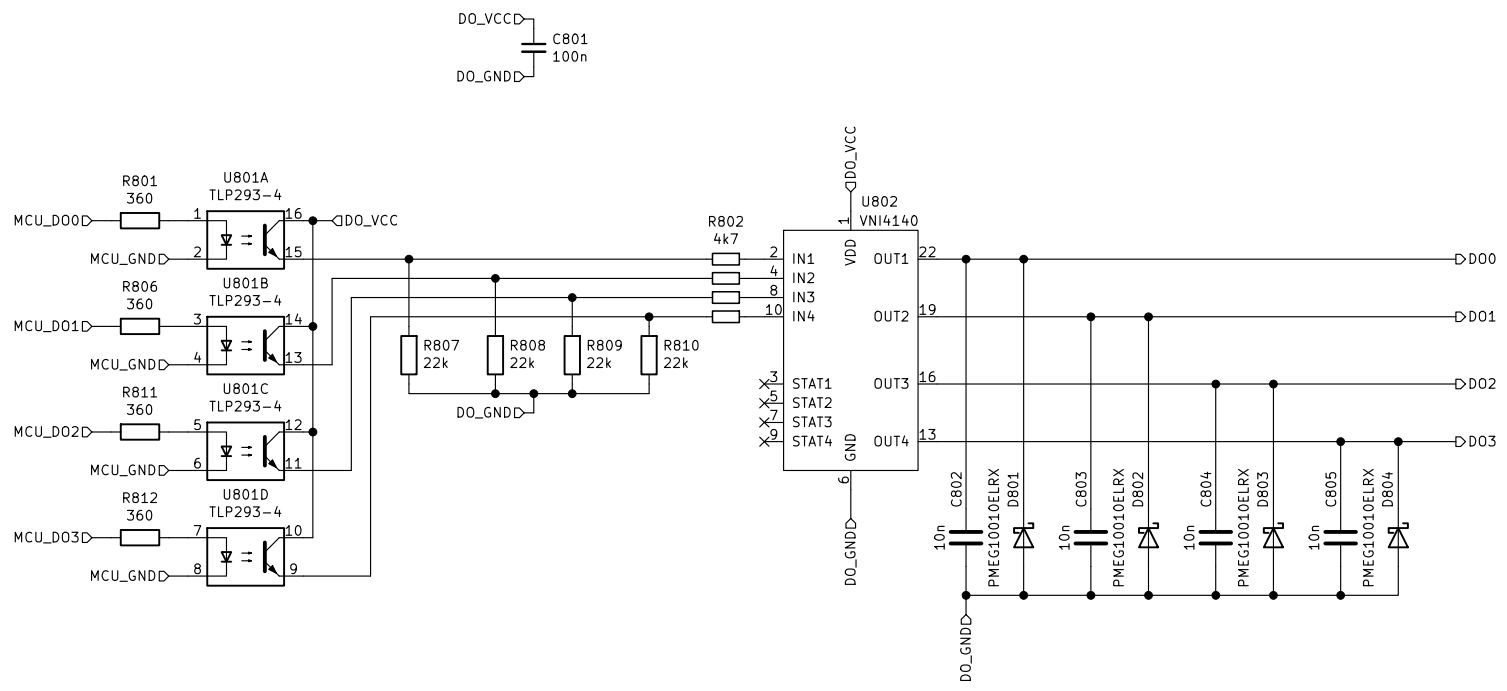 DO_VCC
C801
100n
DO_GND
R801
360
MCU_DO0
MCU_GND
1
2
U801A
TLP293-4
16
15
DO_VCC
R806
360
MCU_DO1
MCU_GND
3
4
U801B
TLP293-4
14
13
R811
360
MCU_DO2
MCU_GND
5
6
U801C
TLP293-4
12
11
R812
360
MCU_DO3
MCU_GND
7
8
U801D
TLP293-4
10
9
R807
22k
R808
22k
R809
22k
R810
22k
DO_GND
R802
4k7
DO_VCC
1
U802
VNI4140
VDD
2 IN1
4 IN2
8 IN3
10 IN4
3 STAT1
5 STAT2
7 STAT3
9 STAT4
GND
6
DO_GND
OUT1 22
OUT2 19
OUT3 16
OUT4 13
DO0
DO1
DO2
DO3
C802
10n
D801
PMEG10010ELRX
C803
10n
D802
PMEG10010ELRX
C804
10n
D803
PMEG10010ELRX
C805
10n
D804
PMEG10010ELRX
DO_GND